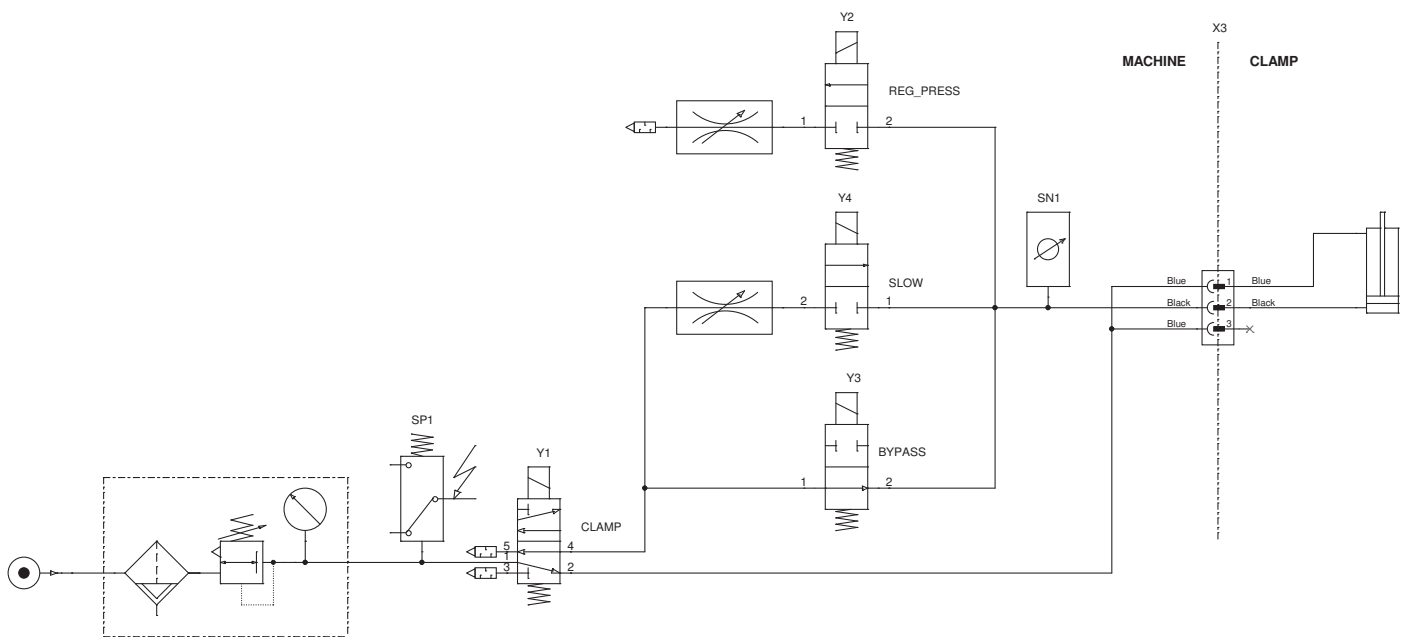 Y2
X3
MACHINE
CLAMP
REG_PRESS
1
2
Y4
SN1
SLOW
2
1
Blue
1
Blue
Black
2
Black
Blue
3
Y3
BYPASS
1
2
SP1
Y1
CLAMP
5
4
1
3
2